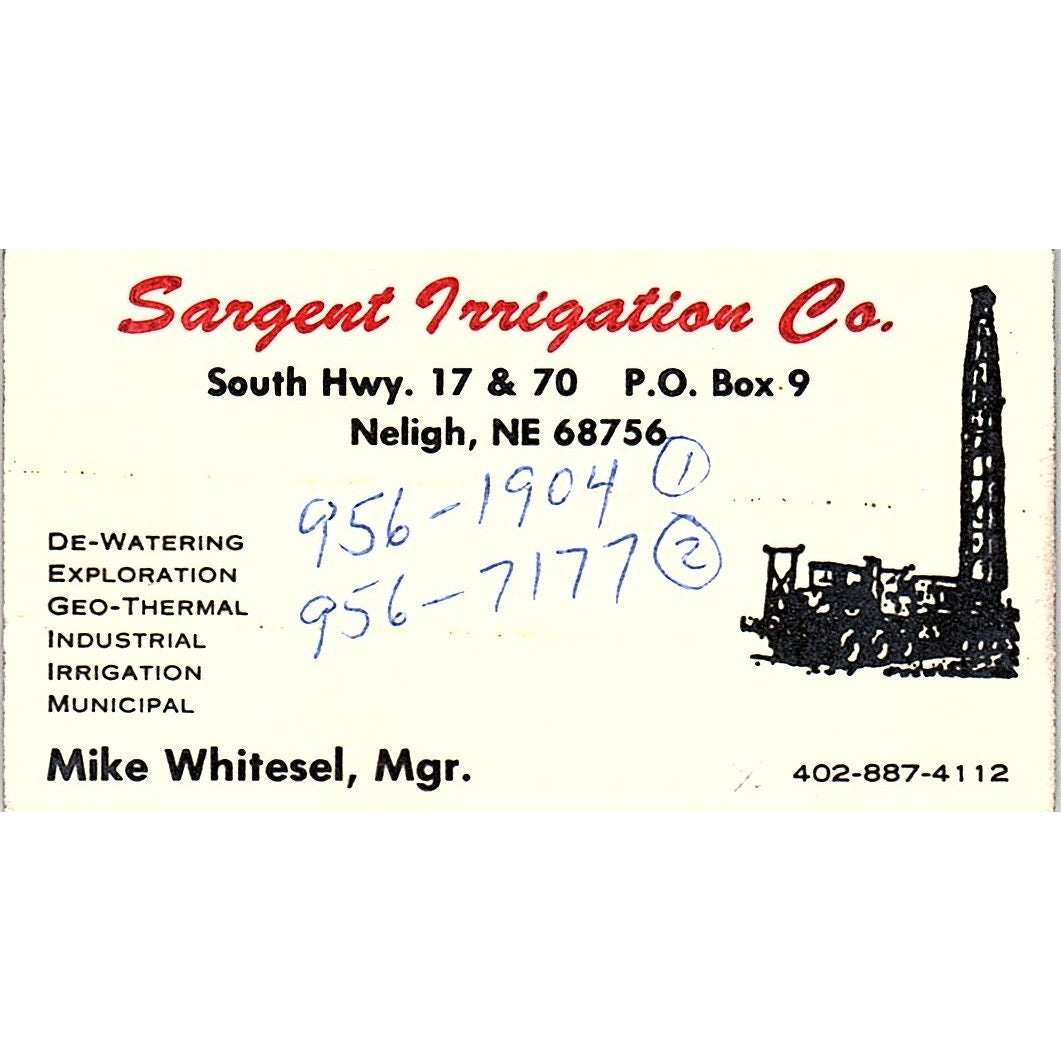 Sargent Irrigation Co.
South Hwy. 17 & 70 P.O. Box 9
Neligh, NE 68756
956-1904 ①
956-7177 ②
DE-WATERING
EXPLORATION
GEO-THERMAL
INDUSTRIAL
IRRIGATION
MUNICIPAL
Mike Whitesel, Mgr.
402-887-4112